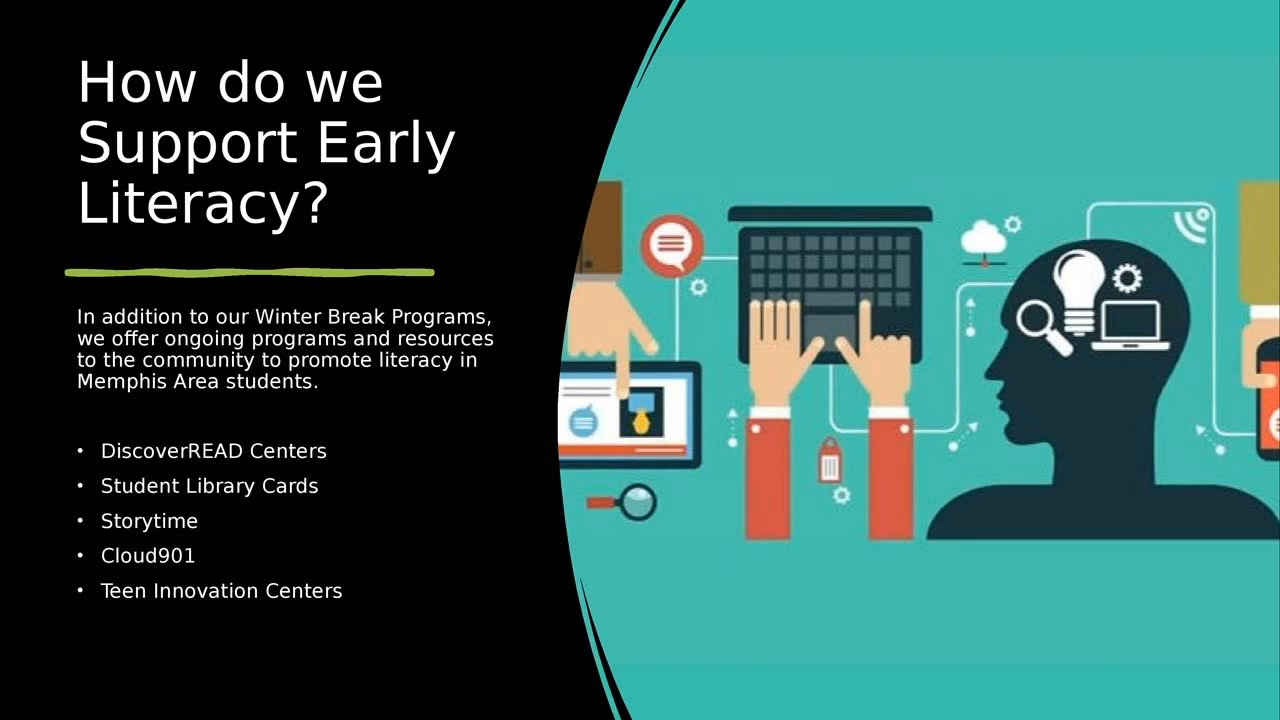 How do we
Support Early
Literacy?
In addition to our Winter Break Programs,
we offer ongoing programs and resources
to the community to promote literacy in
Memphis Area students.
• DiscoverREAD Centers
• Student Library Cards
• Storytime
• Cloud901
• Teen Innovation Centers